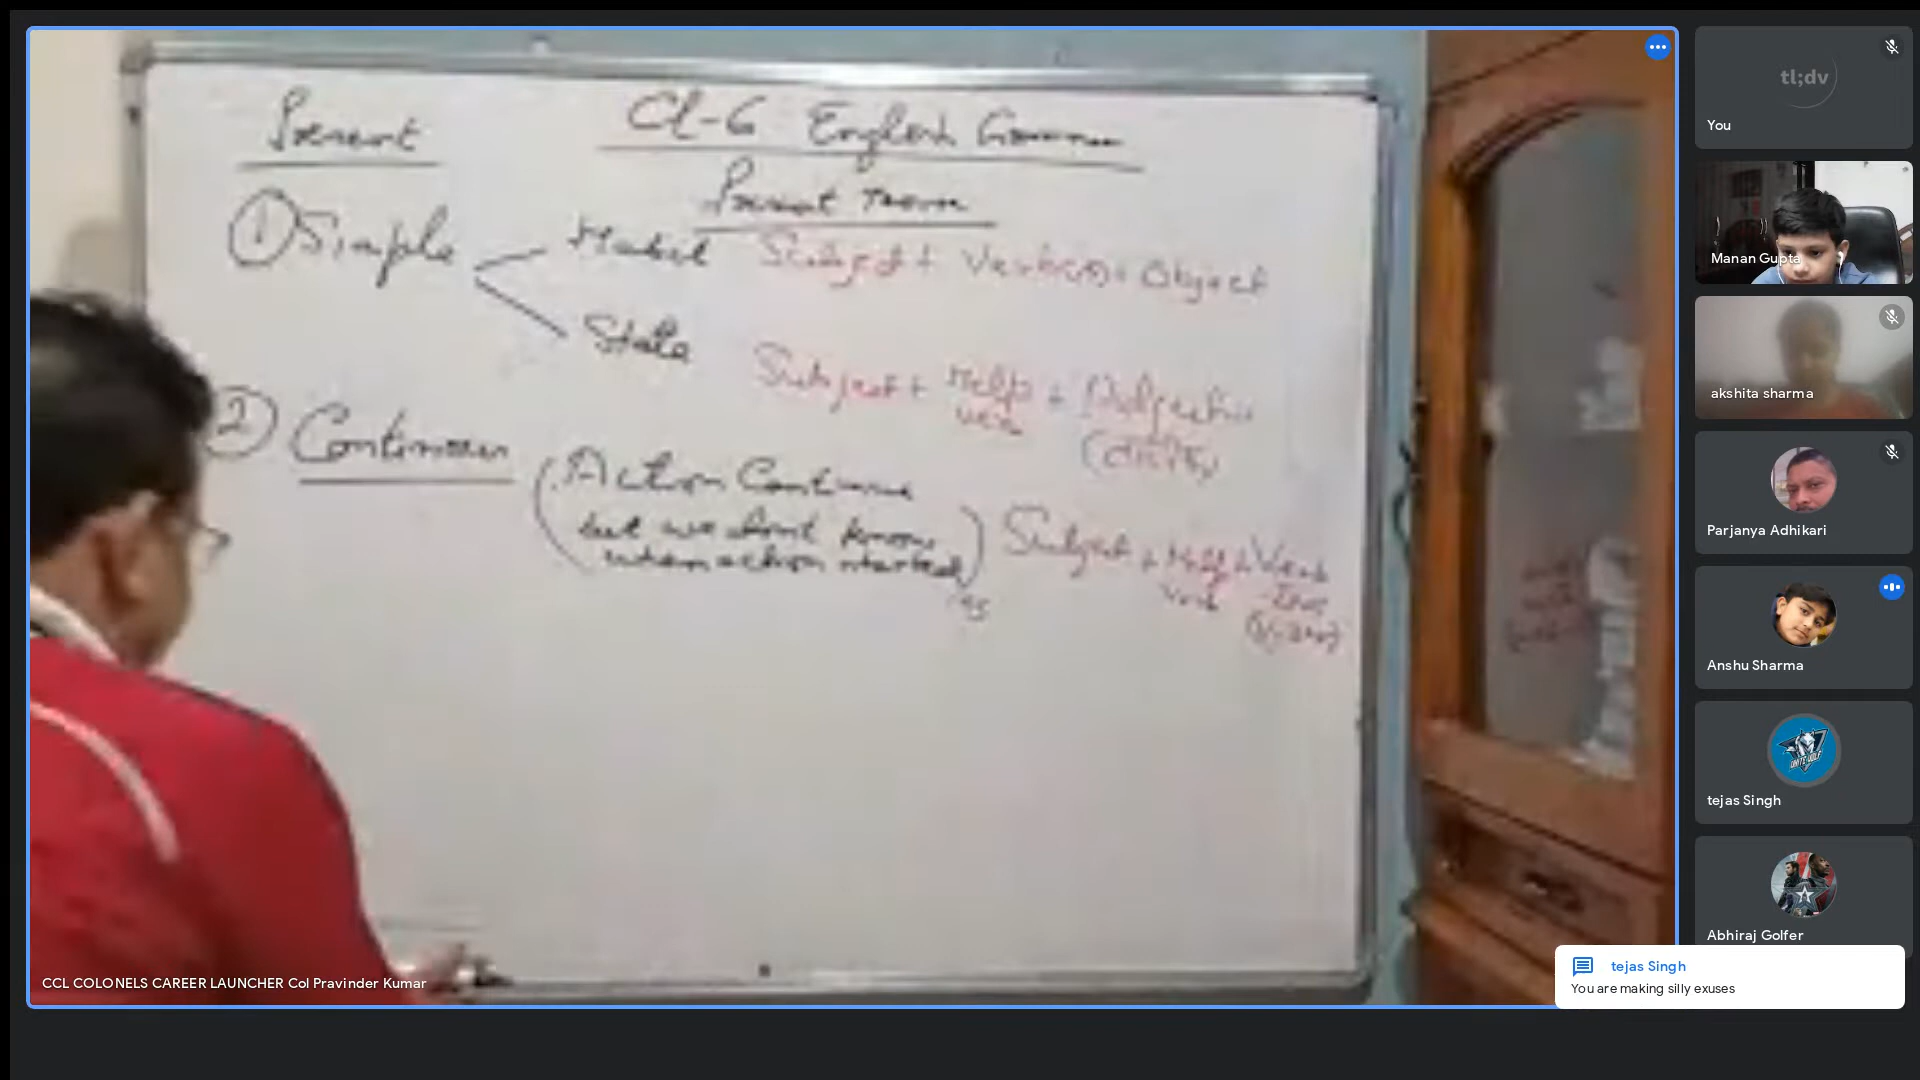 Present
Cl-6 English Gramm
Present Tense
① Simple
Habit
Subject + Verb(s) + Object
State
Subject + Help + Adjective
verb
② Continuous
(Action Continue
but we don't know
when action started)
Subject + Help + Verb
verb
CCL COLONELS CAREER LAUNCHER Col Pravinder Kumar
tl;dv
You
Manan Gupta
akshita sharma
Parjanya Adhikari
Anshu Sharma
tejas Singh
Abhiraj Golfer
tejas Singh
You are making silly exuses